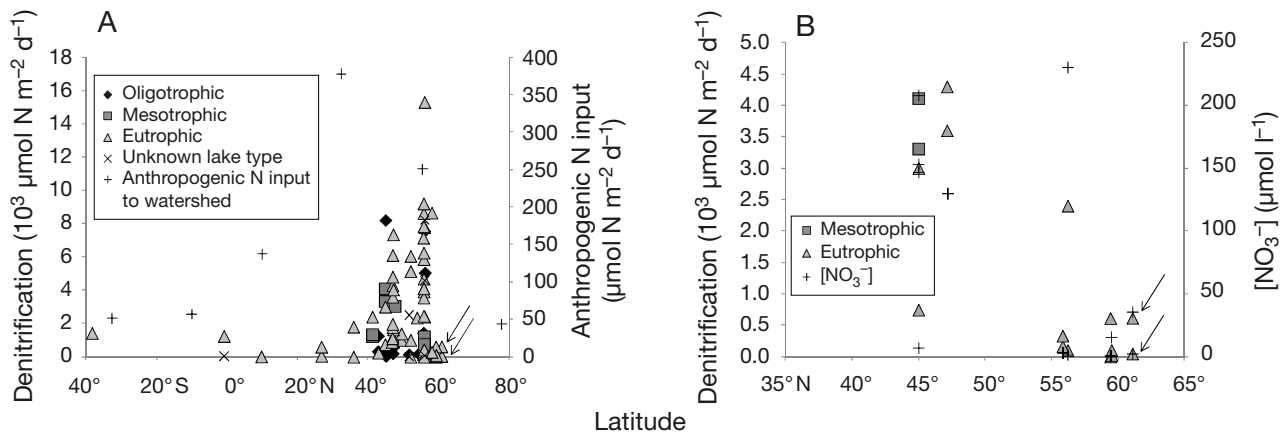 A
Denitrification (10³ µmol N m⁻² d⁻¹)
18
16
14
12
10
8
6
4
2
0
Oligotrophic
Mesotrophic
Eutrophic
Unknown lake type
Anthropogenic N input
to watershed
400
350
300
250
200
150
100
50
0
Anthropogenic N input
(µmol N m⁻² d⁻¹)
40° 20°S 0° 20°N 40° 60° 80°
B
Denitrification (10³ µmol N m⁻² d⁻¹)
5.0
4.5
4.0
3.5
3.0
2.5
2.0
1.5
1.0
0.5
0.0
Mesotrophic
Eutrophic
[NO₃⁻]
250
200
150
100
50
0
[NO₃⁻] (µmol l⁻¹)
35°N 40° 45° 50° 55° 60° 65°
Latitude